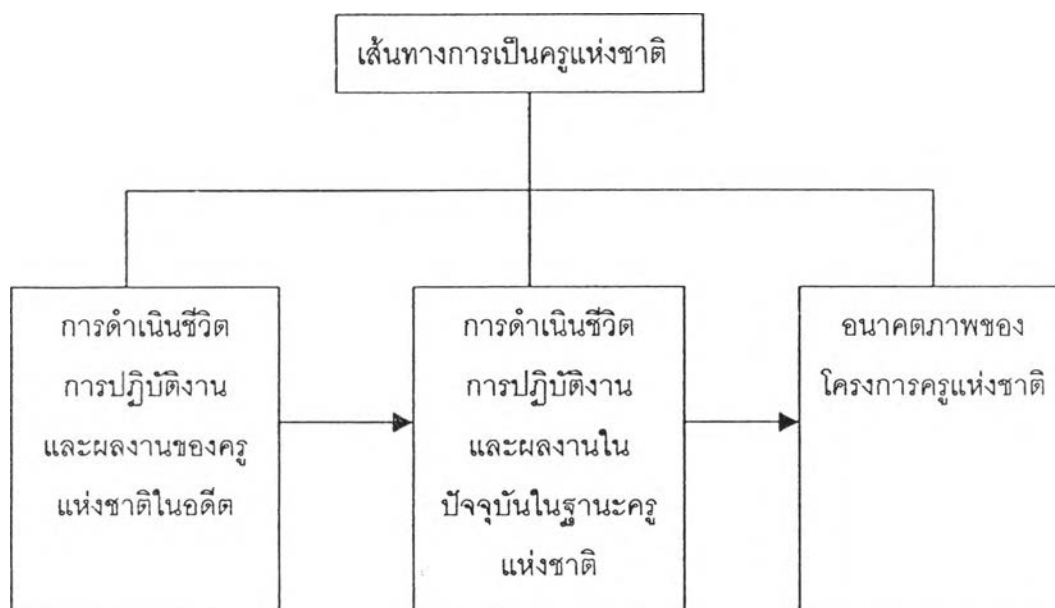 เส้นทางการเป็นครูแห่งชาติ
การดำเนินชีวิต
การปฏิบัติงาน
และผลงานของครู
แห่งชาติในอดีต
การดำเนินชีวิต
การปฏิบัติงาน
และผลงานใน
ปัจจุบันในฐานะครู
แห่งชาติ
อนาคตภาพของ
โครงการครูแห่งชาติ